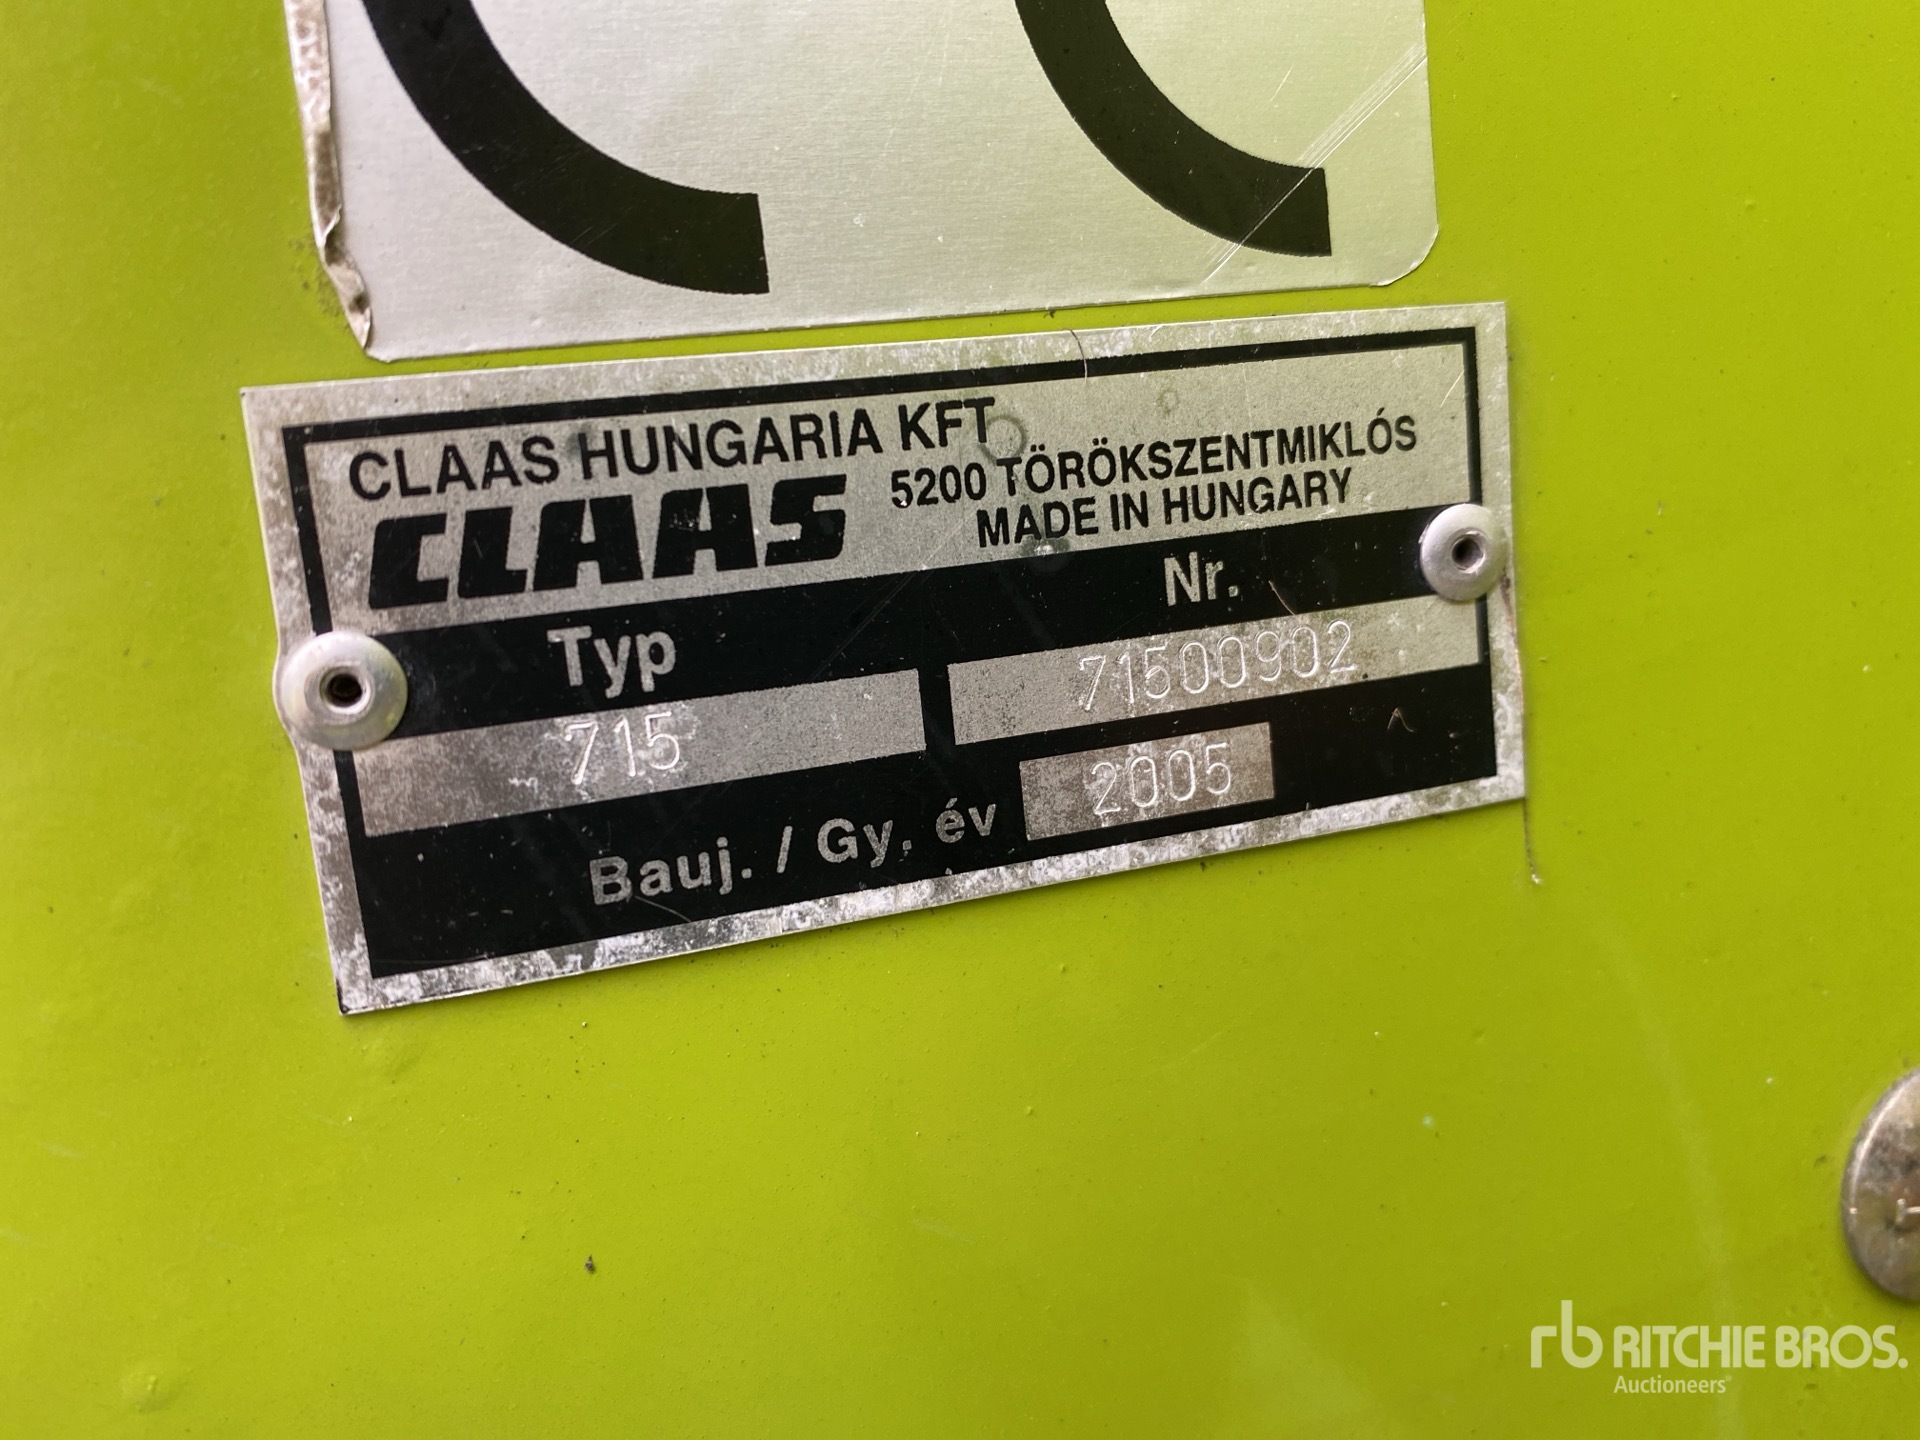 CLAAS HUNGARIA KFT
CLAAS
5200 TÖRÖKSZENTMIKLÓS
MADE IN HUNGARY
Typ
Nr.
715
71500902
Bauj. / Gy. év
2005
rb RITCHIE BROS.
Auctioneers